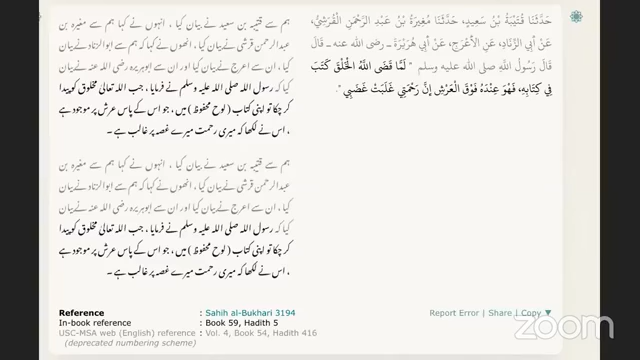 حَدَّثَنَا قُتَيْبَةُ بْنُ سَعِيدٍ، حَدَّثَنَا مُغِيرَةُ بْنُ عَبْدِ الرَّحْمَنِ الْقُرَشِيُّ،
عَنْ أَبِي الزِّنَادِ، عَنِ الأَعْرَجِ، عَنْ أَبِي هُرَيْرَةَ ـ رضى الله عنه ـ قَالَ
قَالَ رَسُولُ اللَّهِ صلى الله عليه وسلم ‏"‏ لَمَّا قَضَى اللَّهُ الْخَلْقَ كَتَبَ
فِي كِتَابِهِ، فَهْوَ عِنْدَهُ فَوْقَ الْعَرْشِ إِنَّ رَحْمَتِي غَلَبَتْ غَضَبِي ‏"‏‏.‏
ہم سے قتیبہ بن سعید نے بیان کیا ، انہوں نے کہا ہم سے مغیرہ بن
عبدالرحمن قرشی نے بیان کیا ، انھوں نے کہا کہ ہم سے ابوالزناد نے بیان
کیا ، ان سے اعرج نے بیان کیا اور ان سے ابوہریرہ رضی اللہ عنہ نے بیان
کیا کہ رسول اللہ صلی اللہ علیہ وسلم نے فرمایا ، جب اللہ تعالیٰ مخلوق کو پیدا
کر چکا تو اپنی کتاب ( لوح محفوظ ) میں ، جو اس کے پاس عرش پر موجود ہے
، اس نے لکھا کہ میری رحمت میرے غصہ پر غالب ہے ۔
ہم سے قتیبہ بن سعید نے بیان کیا ، انہوں نے کہا ہم سے مغیرہ بن
عبدالرحمن قرشی نے بیان کیا ، انھوں نے کہا کہ ہم سے ابوالزناد نے بیان
کیا ، ان سے اعرج نے بیان کیا اور ان سے ابوہریرہ رضی اللہ عنہ نے بیان
کیا کہ رسول اللہ صلی اللہ علیہ وسلم نے فرمایا ، جب اللہ تعالیٰ مخلوق کو پیدا
کر چکا تو اپنی کتاب ( لوح محفوظ ) میں ، جو اس کے پاس عرش پر موجود ہے
، اس نے لکھا کہ میری رحمت میرے غصہ پر غالب ہے ۔
Reference : Sahih al-Bukhari 3194
In-book reference : Book 59, Hadith 5
USC-MSA web (English) reference : Vol. 4, Book 54, Hadith 416
(deprecated numbering scheme)
Report Error | Share | Copy ▼
zoom